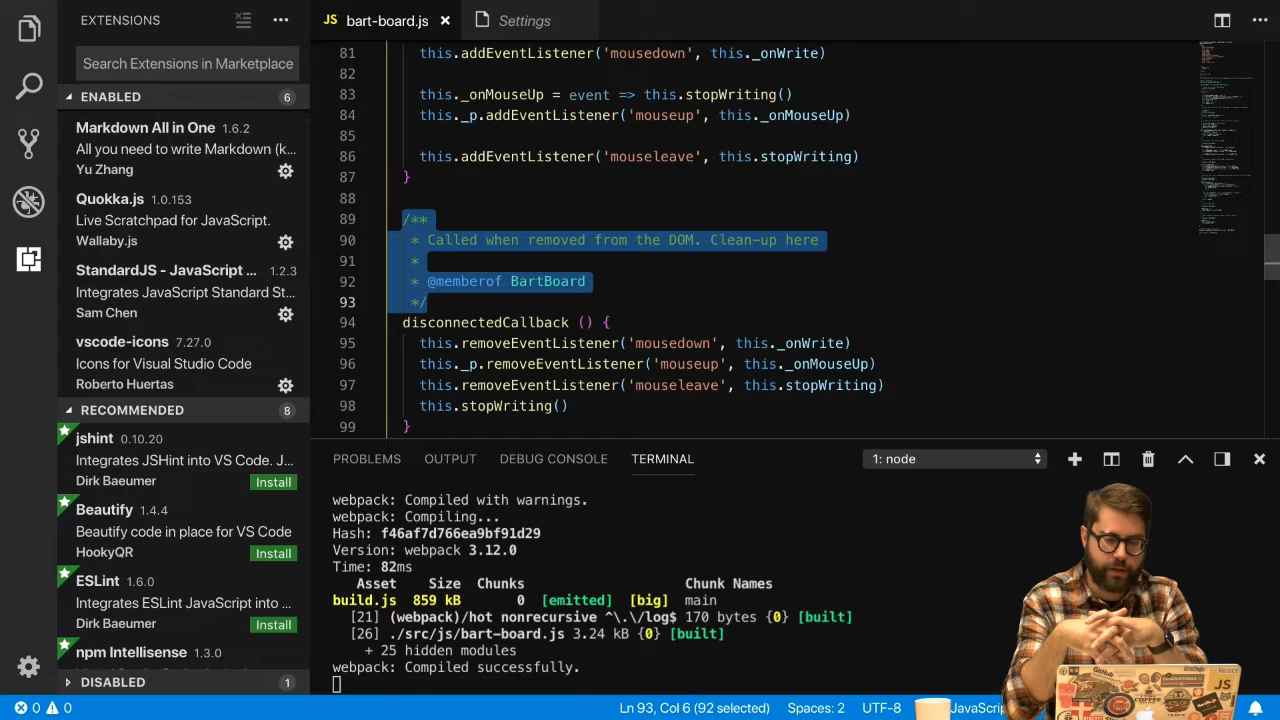 EXTENSIONS
Search Extensions in Marketplace
ENABLED 6
Markdown All in One 1.6.2
All you need to write Markdown (k...
Yu Zhang
Quokka.js 1.0.153
Live Scratchpad for JavaScript.
Wallaby.js
StandardJS - JavaScript ... 1.2.3
Integrates JavaScript Standard St...
Sam Chen
vscode-icons 7.27.0
Icons for Visual Studio Code
Roberto Huertas
RECOMMENDED 8
jshint 0.10.20
Integrates JSHint into VS Code. J...
Dirk Baeumer Install
Beautify 1.4.4
Beautify code in place for VS Code
HookyQR Install
ESLint 1.6.0
Integrates ESLint JavaScript into ...
Dirk Baeumer Install
npm Intellisense 1.3.0
DISABLED 1
JS bart-board.js Settings
81 this.addEventListener('mousedown', this._onWrite)
82
83 this._onMouseUp = event => this.stopWriting
84 this._p.addEventListener('mouseup', this._onMouseUp)
85
86 this.addEventListener('mouseleave', this.stopWriting)
87 }
88
89 /**
90 * Called when removed from the DOM. Clean-up here
91 *
92 * @memberof BartBoard
93 */
94 disconnectedCallback () {
95 this.removeEventListener('mousedown', this._onWrite)
96 this._p.removeEventListener('mouseup', this._onMouseUp)
97 this.removeEventListener('mouseleave', this.stopWriting)
98 this.stopWriting()
99 }
PROBLEMS OUTPUT DEBUG CONSOLE TERMINAL 1: node
webpack: Compiled with warnings.
webpack: Compiling...
Hash: f46af7d766ea9bf91d29
Version: webpack 3.12.0
Time: 82ms
Asset Size Chunks Chunk Names
build.js 859 kB 0 [emitted] [big] main
[21] (webpack)/hot nonrecursive ^\.\/log$ 170 bytes {0} [built]
[26] ./src/js/bart-board.js 3.24 kB {0} [built]
+ 25 hidden modules
webpack: Compiled successfully.
GitHub
React
JS
0 0 Ln 93, Col 6 (92 selected) Spaces: 2 UTF-8 JavaScri